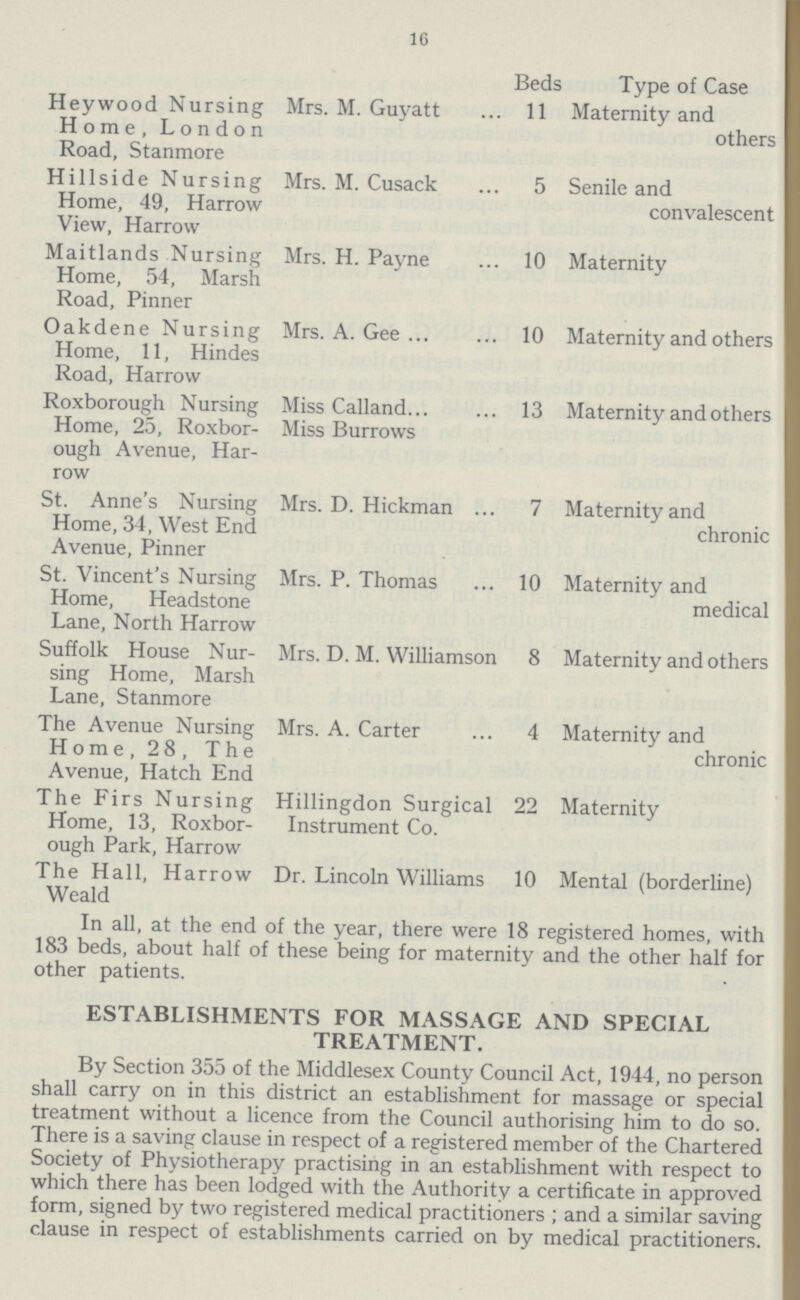 16
Beds Type of Case
Heywood Nursing Mrs. M. Guyatt ... 11 Maternity and
Home, London others
Road, Stanmore
Hillside Nursing Mrs. M. Cusack ... 5 Senile and
Home, 49, Harrow convalescent
View, Harrow
Maitlands Nursing Mrs. H. Payne ... 10 Maternity
Home, 54, Marsh
Road, Pinner
Oakdene Nursing Mrs. A. Gee ... ... 10 Maternity and others
Home, 11, Hindes
Road, Harrow
Roxborough Nursing Miss Calland... ... 13 Maternity and others
Home, 25, Roxbor- Miss Burrows
ough Avenue, Har-
row
St. Anne's Nursing Mrs. D. Hickman ... 7 Maternity and
Home, 34, West End chronic
Avenue, Pinner
St. Vincent's Nursing Mrs. P. Thomas ... 10 Maternity and
Home, Headstone medical
Lane, North Harrow
Suffolk House Nur- Mrs. D. M. Williamson 8 Maternity and others
sing Home, Marsh
Lane, Stanmore
The Avenue Nursing Mrs. A. Carter ... 4 Maternity and
Home, 28, The chronic
Avenue, Hatch End
The Firs Nursing Hillingdon Surgical 22 Maternity
Home, 13, Roxbor- Instrument Co.
ough Park, Harrow
The Hall, Harrow Dr. Lincoln Williams 10 Mental (borderline)
Weald
In all, at the end of the year, there were 18 registered homes, with
183 beds, about half of these being for maternity and the other half for
other patients.
ESTABLISHMENTS FOR MASSAGE AND SPECIAL
TREATMENT.
By Section 355 of the Middlesex County Council Act, 1944, no person
shall carry on in this district an establishment for massage or special
treatment without a licence from the Council authorising him to do so.
There is a saving clause in respect of a registered member of the Chartered
Society of Physiotherapy practising in an establishment with respect to
which there has been lodged with the Authority a certificate in approved
form, signed by two registered medical practitioners ; and a similar saving
clause in respect of establishments carried on by medical practitioners.